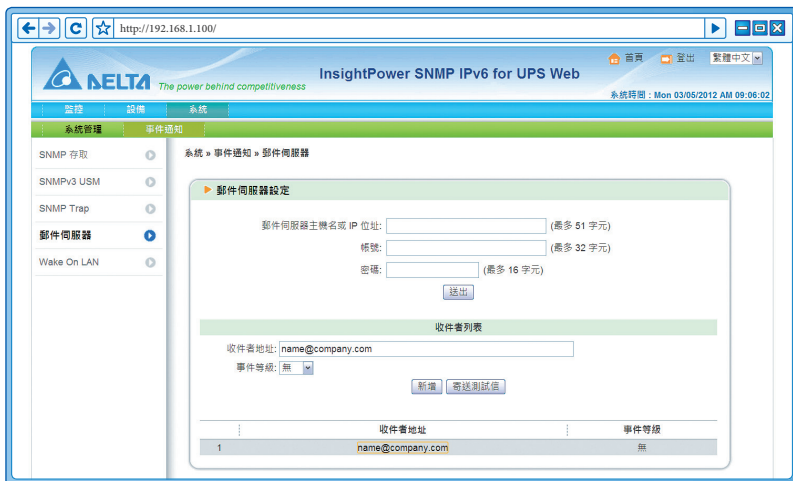 http://192.168.1.100/
DELTA The power behind competitiveness
InsightPower SNMP IPv6 for UPS Web
首頁 登出 繁體中文
系統時間 : Mon 03/05/2012 AM 09:06:02
監控 設備 系統
系統管理 事件通知
SNMP 存取
SNMPv3 USM
SNMP Trap
郵件伺服器
Wake On LAN
系統 » 事件通知 » 郵件伺服器
郵件伺服器設定
郵件伺服器主機名或 IP 位址: (最多 51 字元)
帳號: (最多 32 字元)
密碼: (最多 16 字元)
送出
收件者列表
收件者地址: name@company.com
事件等級: 無
新增 寄送測試信
收件者地址 事件等級
1 name@company.com 無